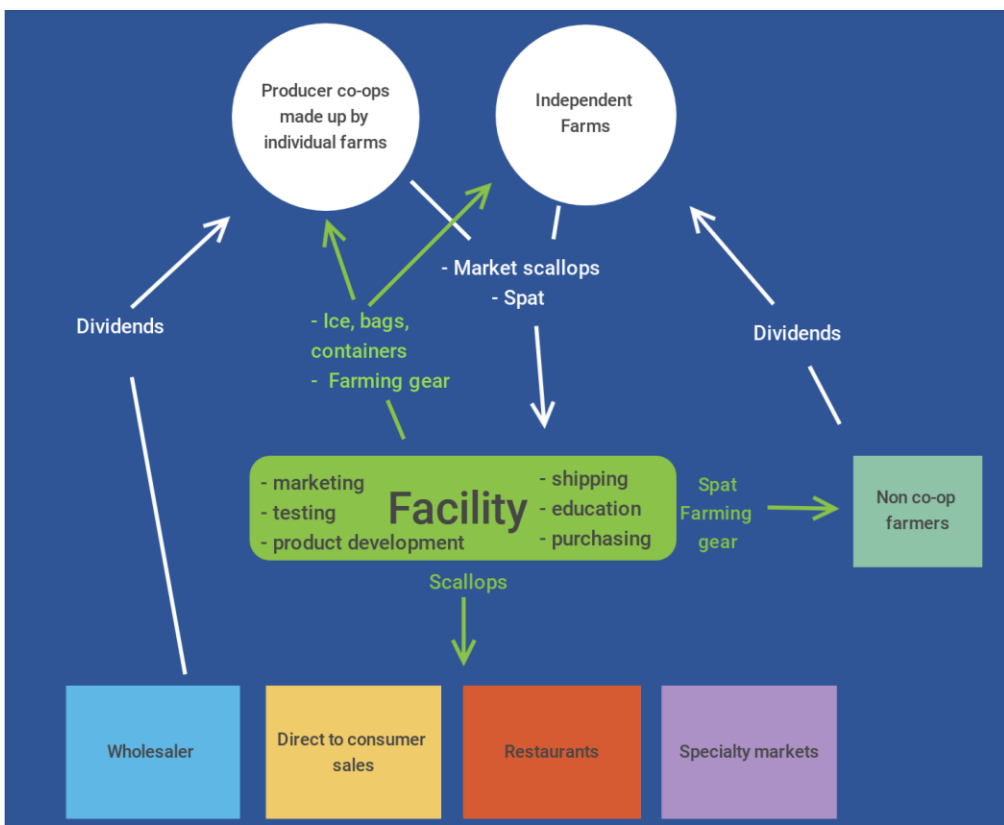 Producer co-ops
made up by
individual farms
Independent
Farms
- Market scallops
- Spat
Dividends
- Ice, bags,
containers
- Farming gear
Dividends
- marketing
- testing
- product development
Facility
- shipping
- education
- purchasing
Spat
Farming
gear
Non co-op
farmers
Scallops
Wholesaler
Direct to consumer
sales
Restaurants
Specialty markets